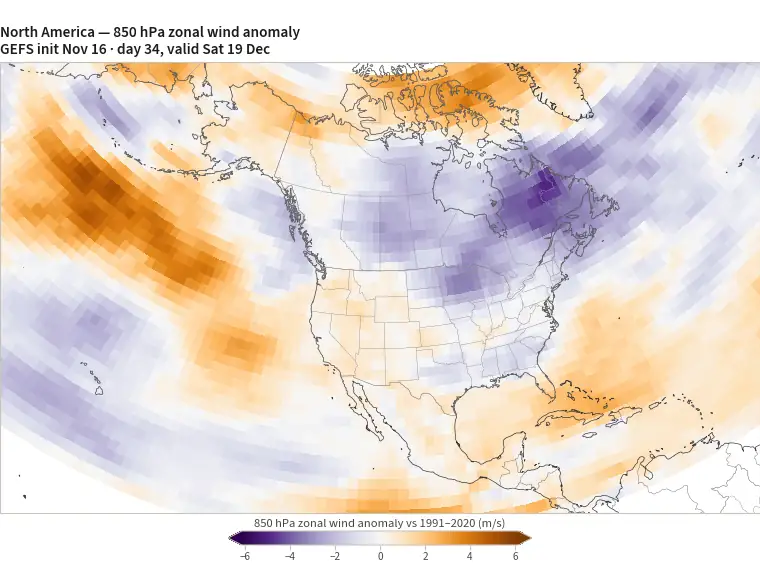 North America — 850 hPa zonal wind anomaly
GEFS init Nov 16 · day 34, valid Sat 19 Dec
850 hPa zonal wind anomaly vs 1991–2020 (m/s)
−6 −4 −2 0 2 4 6